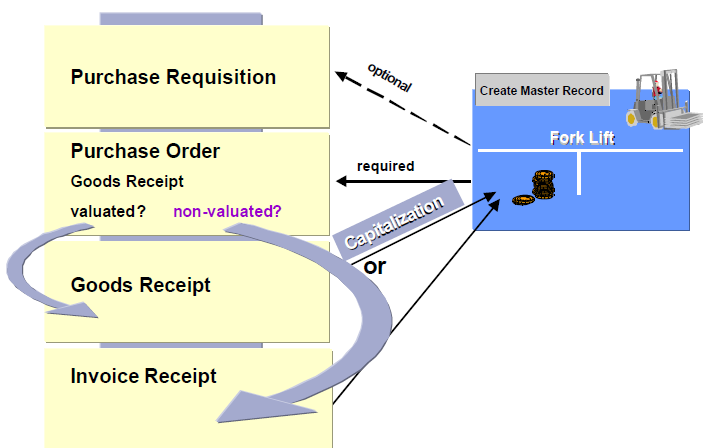 Purchase Requisition
optional
Create Master Record
Fork Lift
Purchase Order
Goods Receipt
required
valuated? non-valuated?
Capitalization
or
Goods Receipt
Invoice Receipt